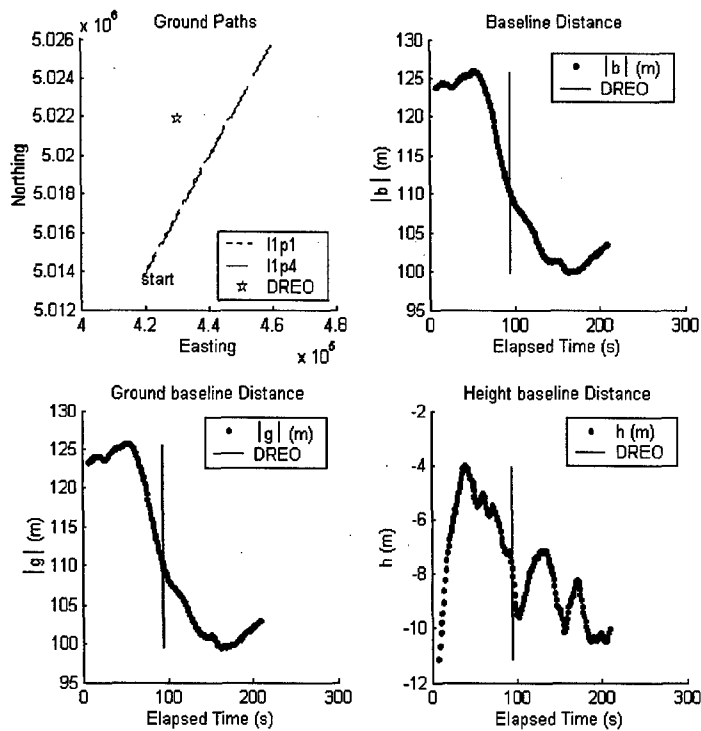 Ground Paths
× 10⁶
5.026
5.024
5.022
5.02
5.018
5.016
5.014
5.012
Northing
start
l1p1
l1p4
DREO
4
4.2
4.4
4.6
4.8
Easting
× 10⁵
Baseline Distance
130
125
120
115
110
105
100
95
|b| (m)
|b| (m)
DREO
0
100
200
300
Elapsed Time (s)
Ground baseline Distance
130
125
120
115
110
105
100
95
|g| (m)
|g| (m)
DREO
0
100
200
300
Elapsed Time (s)
Height baseline Distance
-2
-4
-6
-8
-10
-12
h (m)
h (m)
DREO
0
100
200
300
Elapsed Time (s)